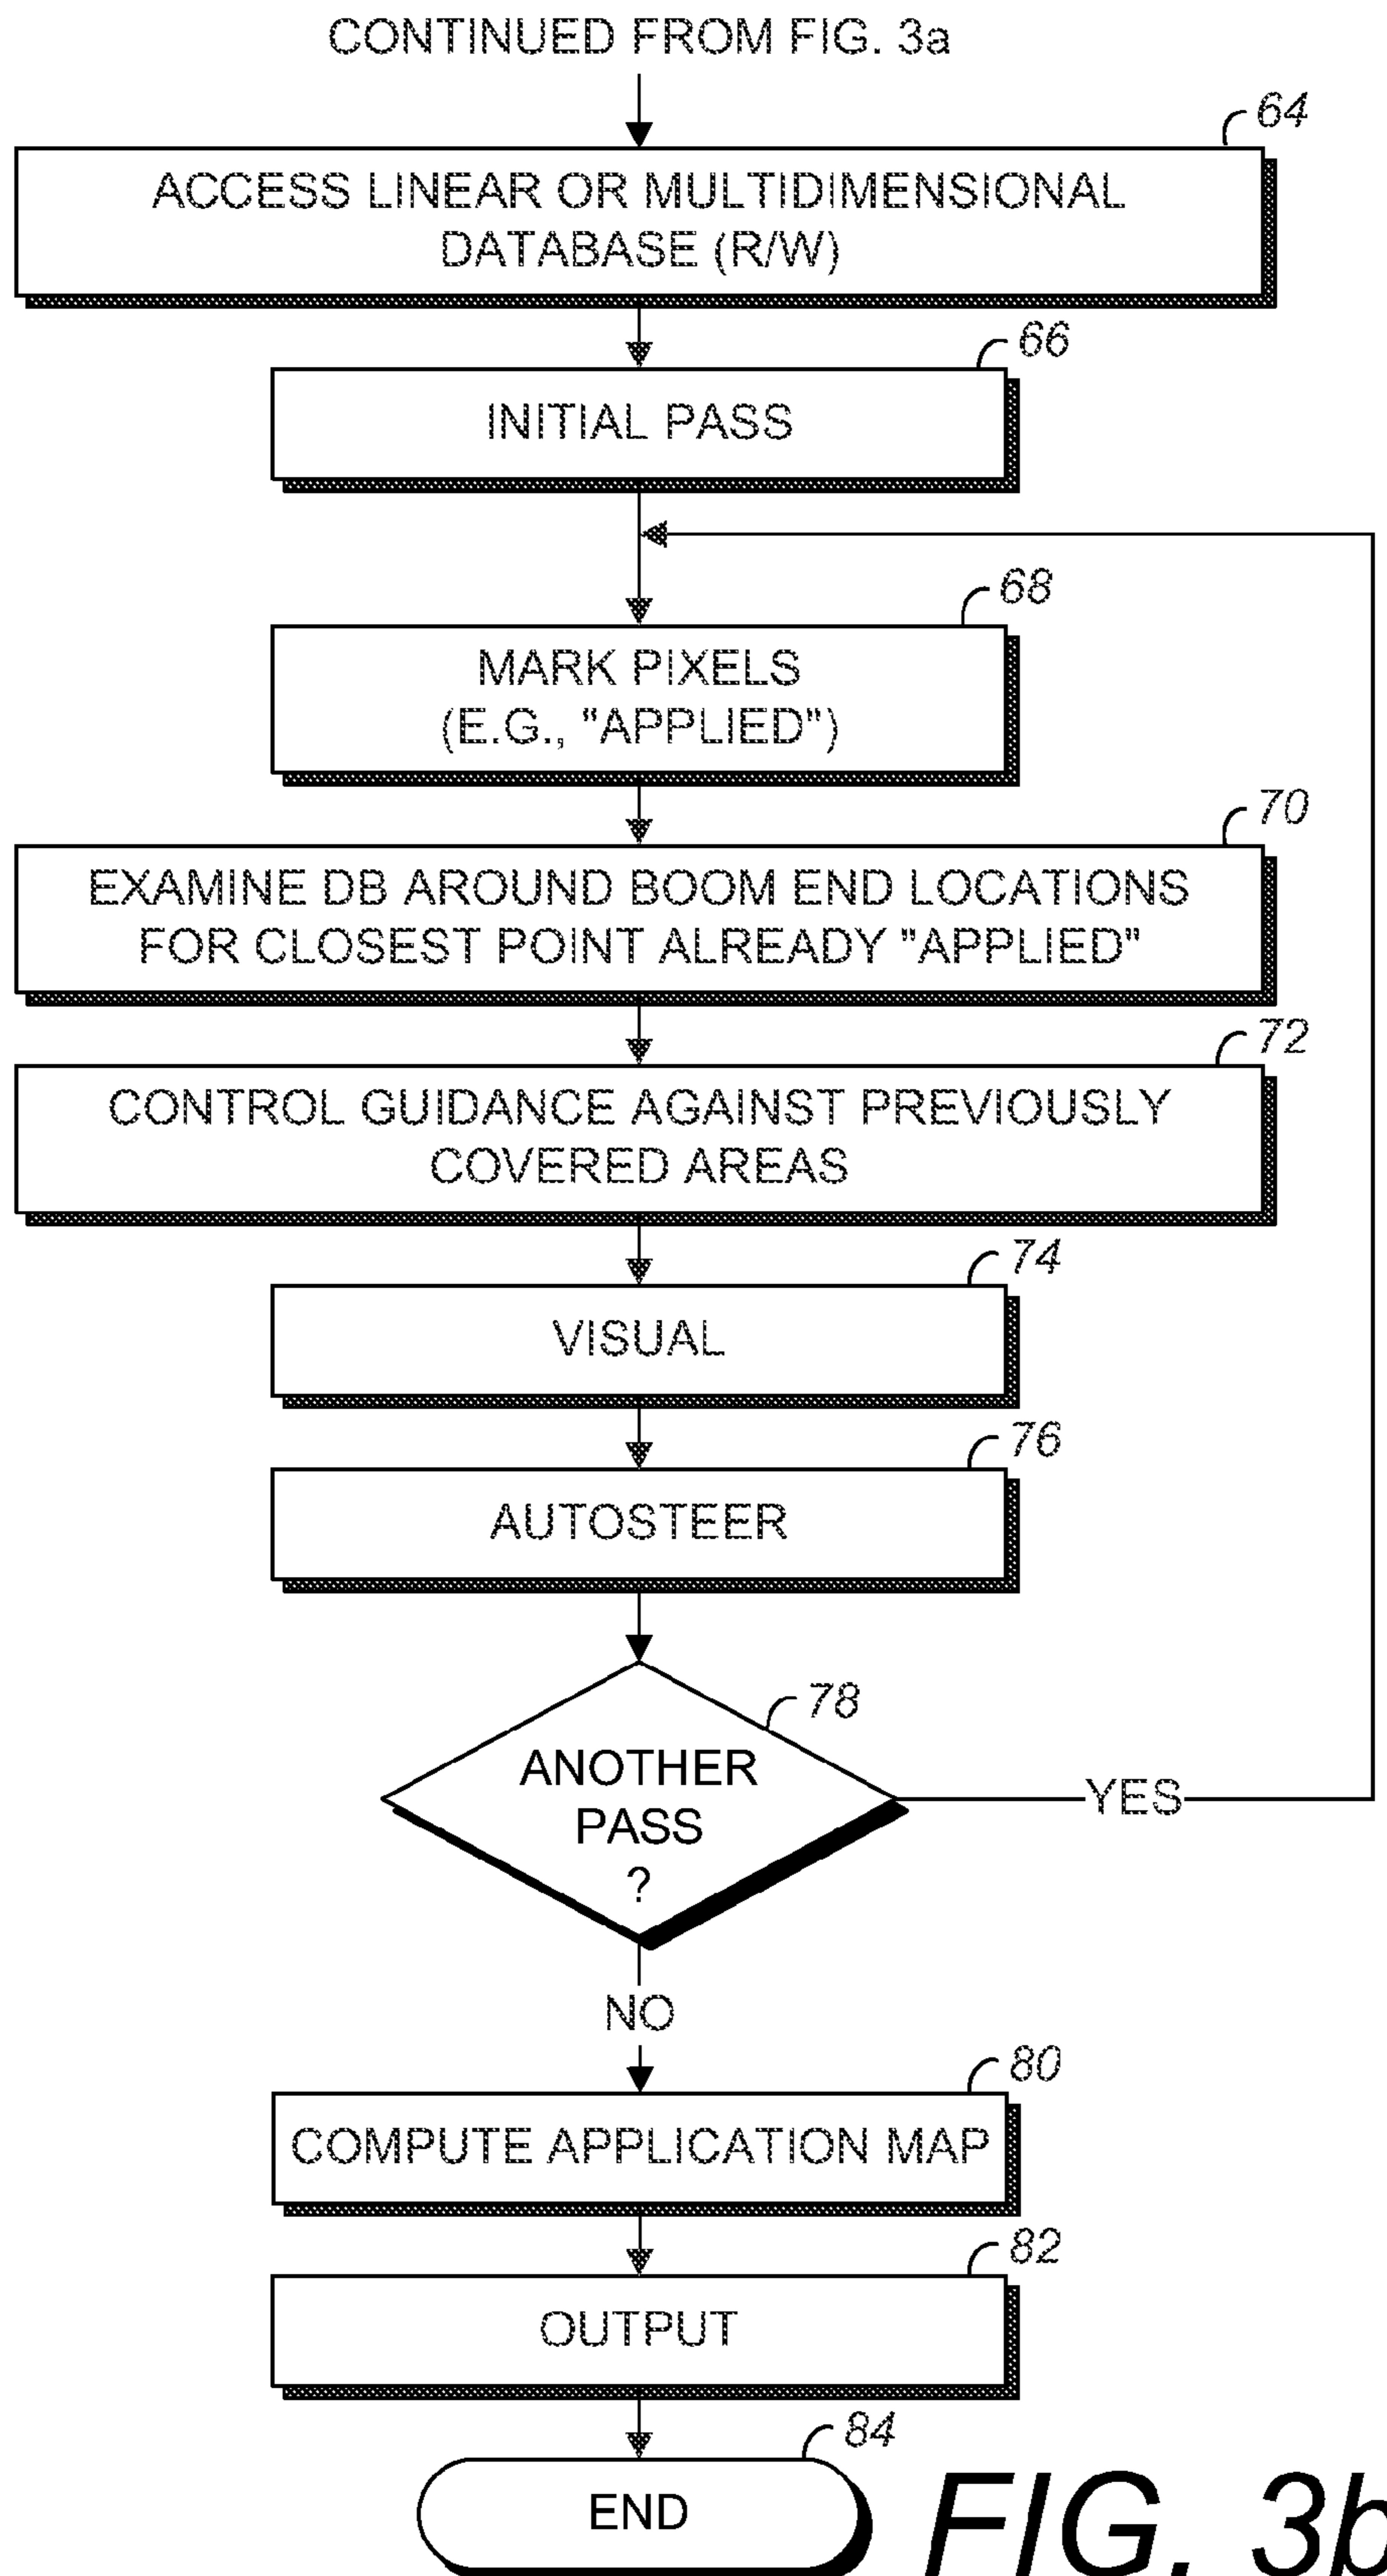 CONTINUED FROM FIG. 3a
64
ACCESS LINEAR OR MULTIDIMENSIONAL
DATABASE (R/W)
66
INITIAL PASS
68
MARK PIXELS
(E.G., "APPLIED")
70
EXAMINE DB AROUND BOOM END LOCATIONS
FOR CLOSEST POINT ALREADY "APPLIED"
72
CONTROL GUIDANCE AGAINST PREVIOUSLY
COVERED AREAS
74
VISUAL
76
AUTOSTEER
78
ANOTHER
PASS
?
YES
NO
80
COMPUTE APPLICATION MAP
82
OUTPUT
84
END
FIG. 3b